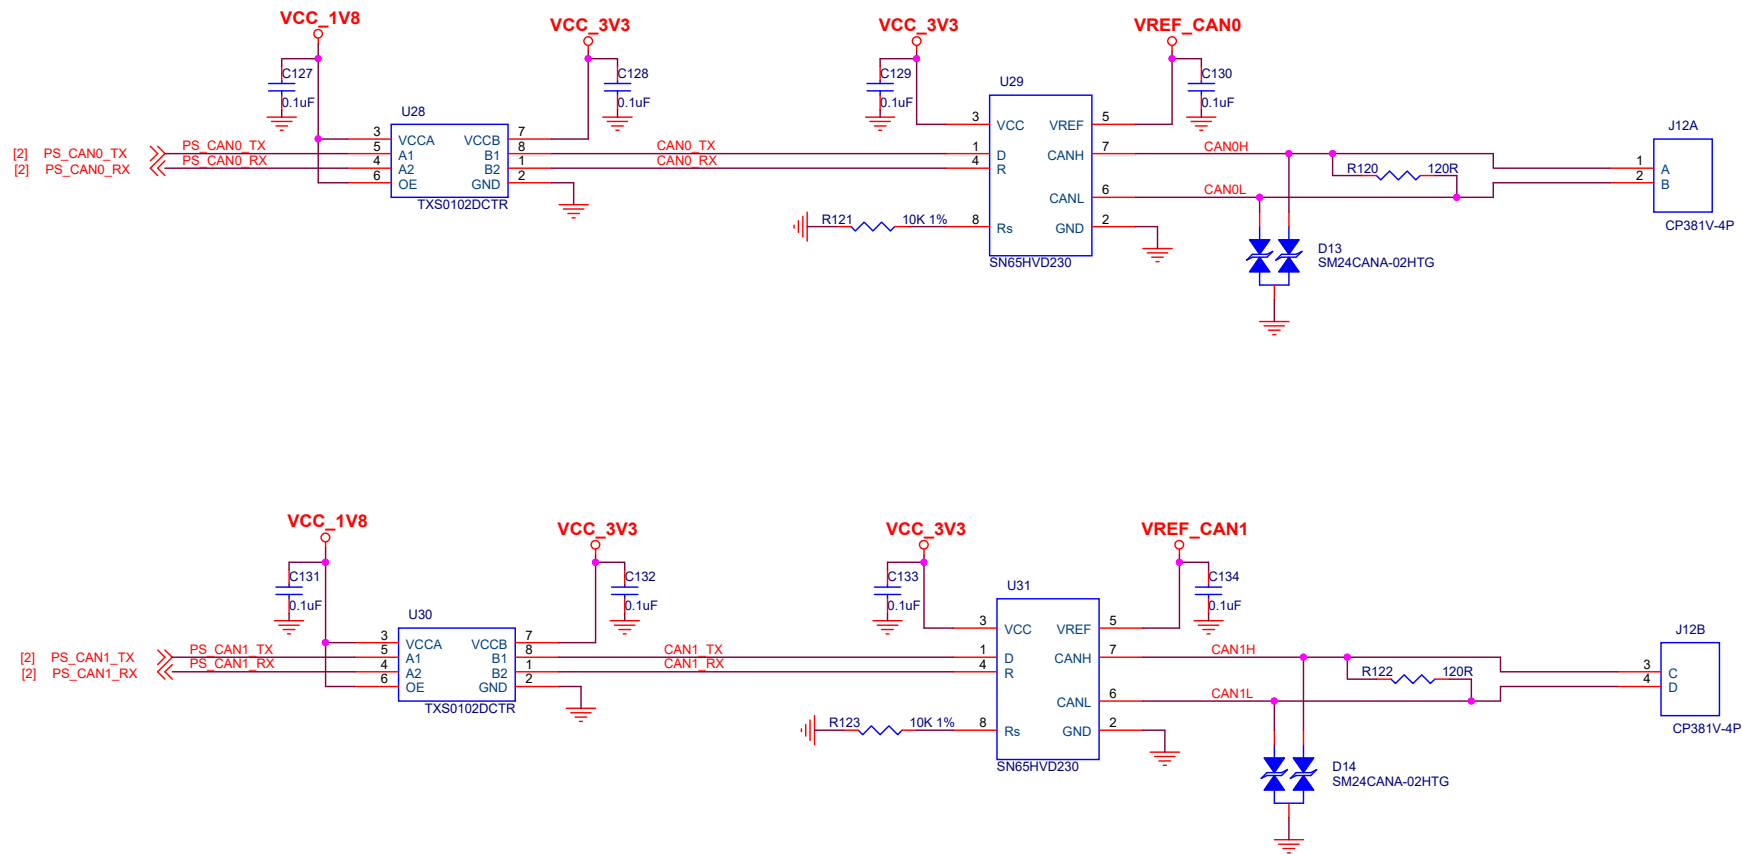 VCC_1V8
VCC_3V3
VCC_3V3
VREF_CAN0
C127
0.1uF
C128
0.1uF
C129
0.1uF
C130
0.1uF
U28
3 VCCA VCCB 7
5 A1 B1 8
4 A2 B2 1
6 OE GND 2
TXS0102DCTR
[2] PS_CAN0_TX
[2] PS_CAN0_RX
PS_CAN0_TX
PS_CAN0_RX
CAN0_TX
CAN0_RX
U29
3 VCC VREF 5
1 D CANH 7
4 R
CANL 6
8 Rs GND 2
SN65HVD230
R121 10K 1%
CAN0H
CAN0L
R120 120R
D13
SM24CANA-02HTG
J12A
1 A
2 B
CP381V-4P
VCC_1V8
VCC_3V3
VCC_3V3
VREF_CAN1
C131
0.1uF
C132
0.1uF
C133
0.1uF
C134
0.1uF
U30
3 VCCA VCCB 7
5 A1 B1 8
4 A2 B2 1
6 OE GND 2
TXS0102DCTR
[2] PS_CAN1_TX
[2] PS_CAN1_RX
PS_CAN1_TX
PS_CAN1_RX
CAN1_TX
CAN1_RX
U31
3 VCC VREF 5
1 D CANH 7
4 R
CANL 6
8 Rs GND 2
SN65HVD230
R123 10K 1%
CAN1H
CAN1L
R122 120R
D14
SM24CANA-02HTG
J12B
3 C
4 D
CP381V-4P